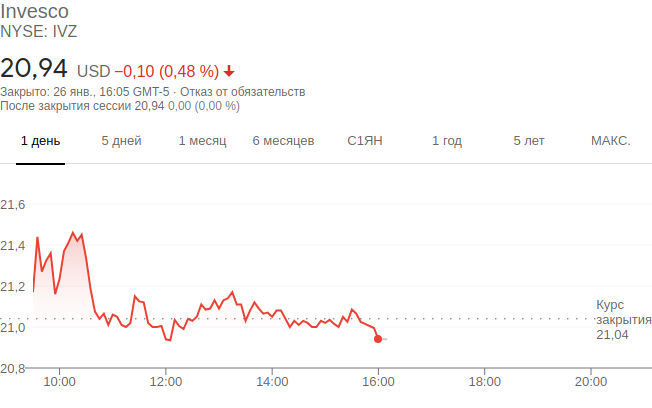 Invesco
NYSE: IVZ
20,94 USD −0,10 (0,48 %)
Закрыто: 26 янв., 16:05 GMT-5 · Отказ от обязательств
После закрытия сессии 20,94 0,00 (0,00 %)
1 день 5 дней 1 месяц 6 месяцев С1ЯН 1 год 5 лет МАКС.
21,6
21,4
21,2
21,0
20,8
Курс
закрытия
21,04
10:00 12:00 14:00 16:00 18:00 20:00